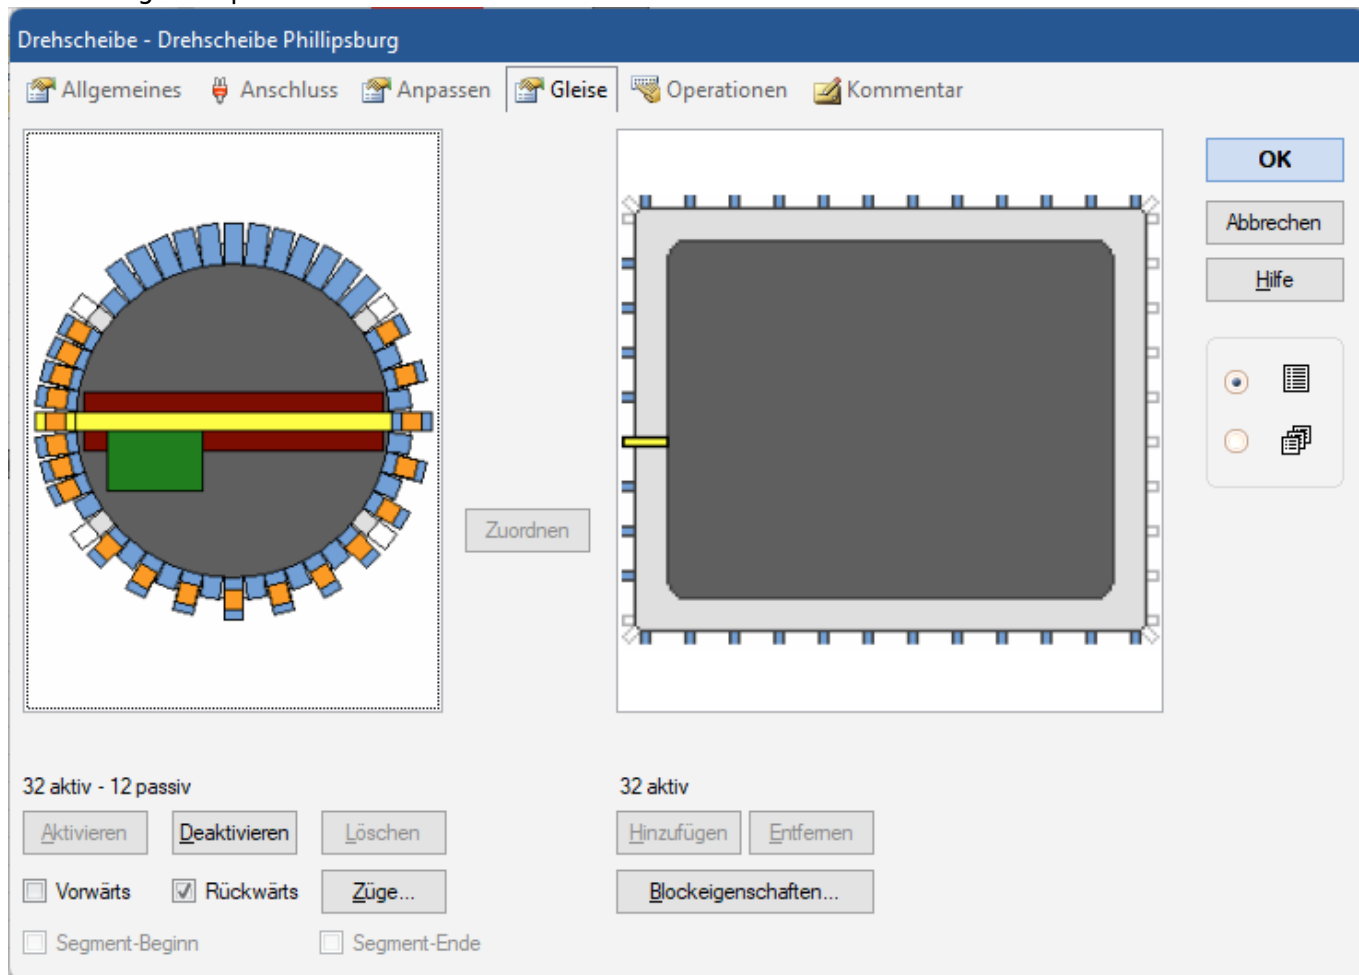 Drehscheibe - Drehscheibe Phillipsburg
Allgemeines Anschluss Anpassen Gleise Operationen Kommentar
OK
Abbrechen
Hilfe
Zuordnen
32 aktiv - 12 passiv
32 aktiv
Aktivieren Deaktivieren Löschen
Hinzufügen Entfernen
Vorwärts Rückwärts Züge...
Blockeigenschaften...
Segment-Beginn Segment-Ende